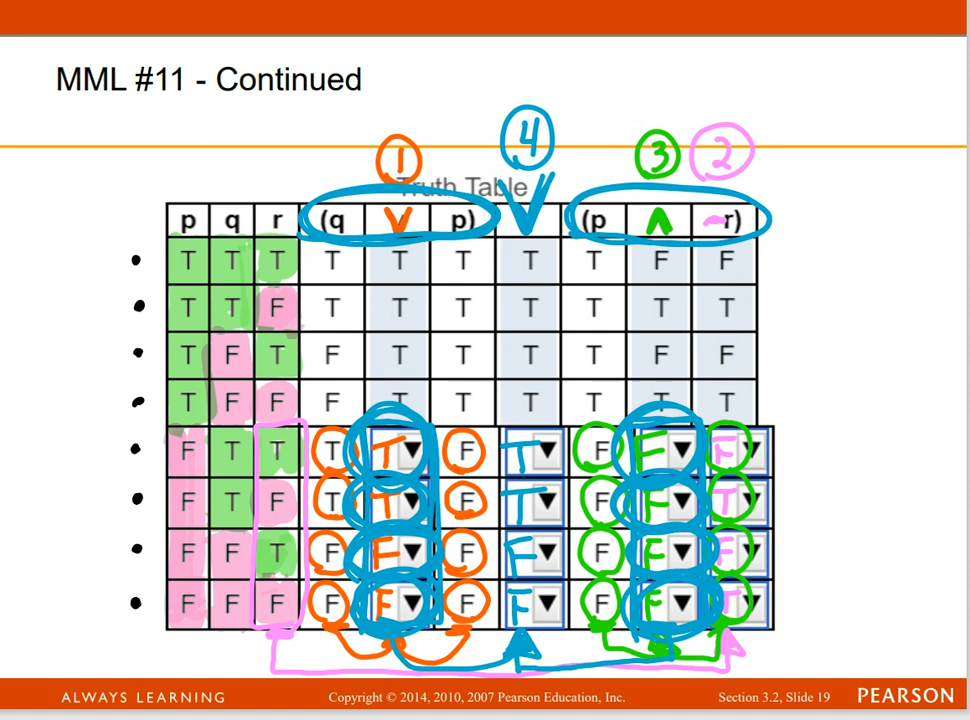 MML #11 - Continued
1 4 3 2
Truth Table
p q r (q ∨ p) (p ∧ ~r)
• T T T T T T T T F F
• T T F T T T T T T T
• T F T F T T T T F F
• T F F F T T T T T T
• F T T T T F T F F F
• F T F T T F T F F T
• F F T F F F F F F F
• F F F F F F F F F T
ALWAYS LEARNING Copyright © 2014, 2010, 2007 Pearson Education, Inc. Section 3.2, Slide 19 PEARSON